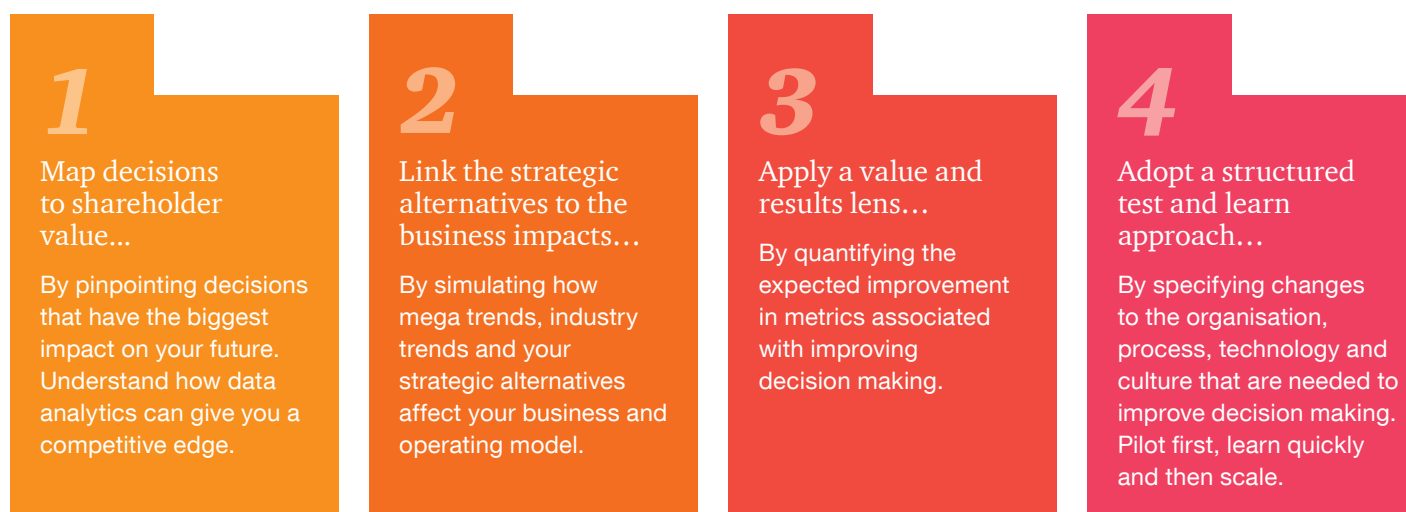 1
Map decisions
to shareholder
value...
By pinpointing decisions
that have the biggest
impact on your future.
Understand how data
analytics can give you a
competitive edge.
2
Link the strategic
alternatives to the
business impacts…
By simulating how
mega trends, industry
trends and your
strategic alternatives
affect your business and
operating model.
3
Apply a value and
results lens…
By quantifying the
expected improvement
in metrics associated
with improving
decision making.
4
Adopt a structured
test and learn
approach…
By specifying changes
to the organisation,
process, technology and
culture that are needed to
improve decision making.
Pilot first, learn quickly
and then scale.